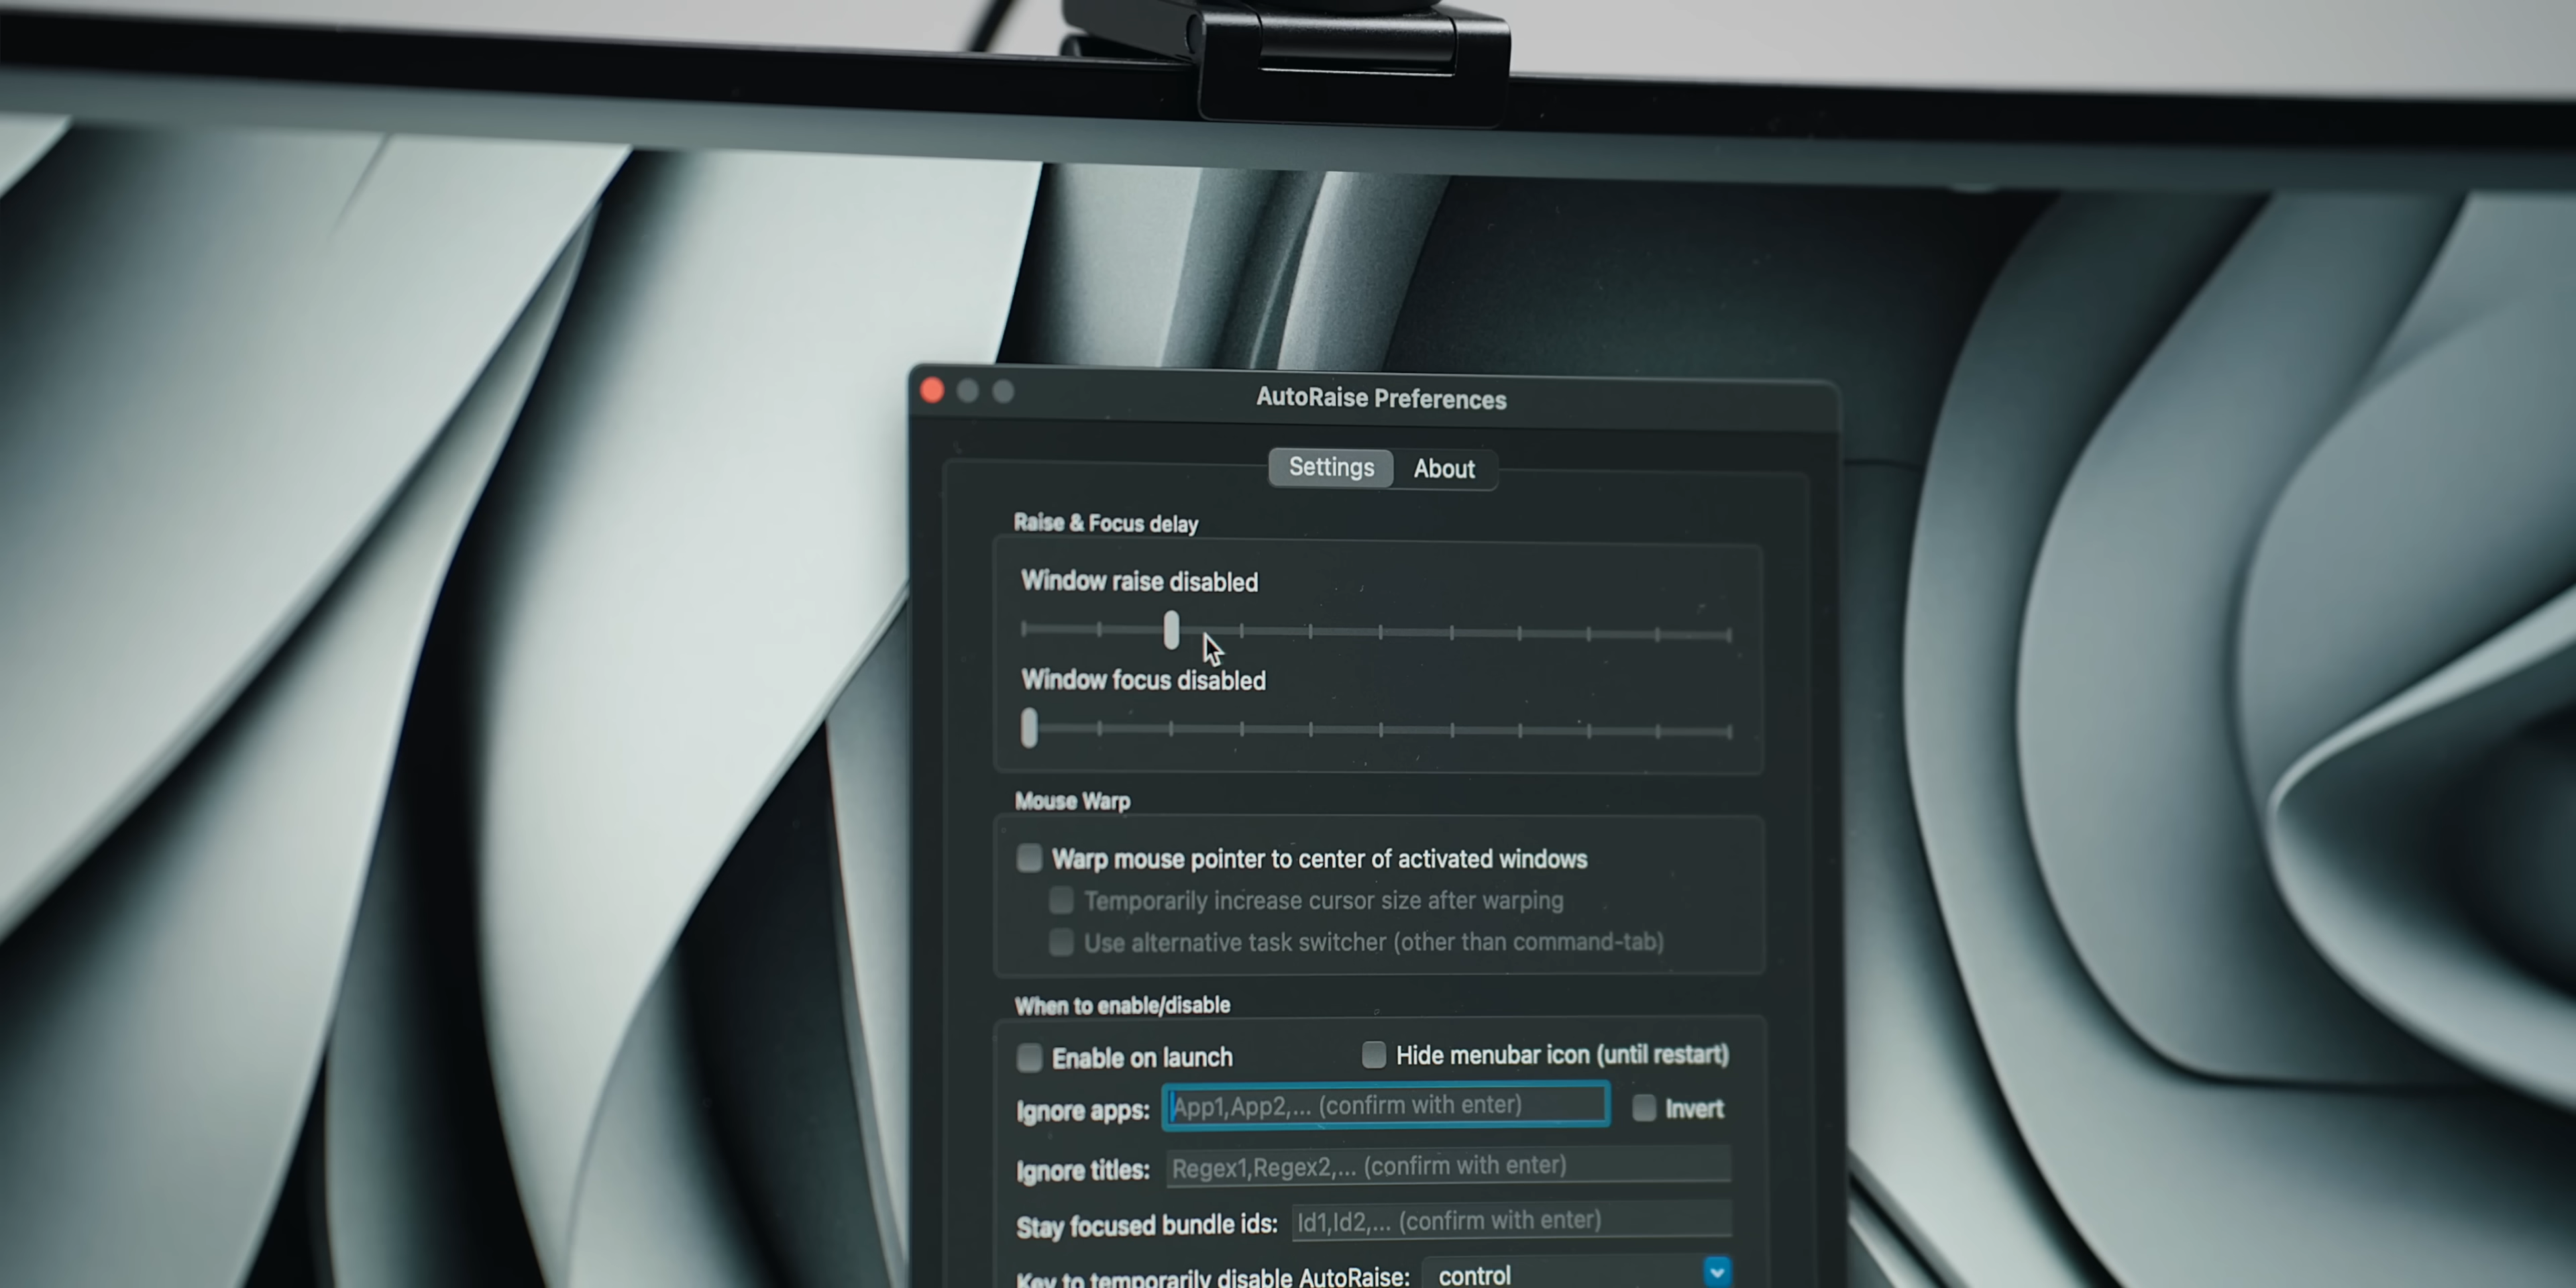 AutoRaise Preferences
Settings About
Raise & Focus delay
Window raise disabled
Window focus disabled
Mouse Warp
Warp mouse pointer to center of activated windows
Temporarily increase cursor size after warping
Use alternative task switcher (other than command-tab)
When to enable/disable
Enable on launch Hide menubar icon (until restart)
Ignore apps: App1,App2,... (confirm with enter) Invert
Ignore titles: Regex1,Regex2,... (confirm with enter)
Stay focused bundle ids: Id1,Id2,... (confirm with enter)
Key to temporarily disable AutoRaise: control